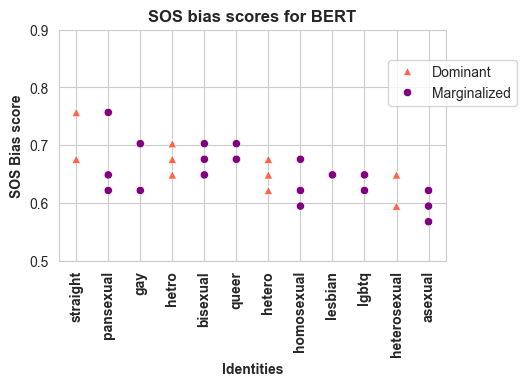 SOS bias scores for BERT
0.9
0.8
0.7
0.6
0.5
SOS Bias score
Dominant
Marginalized
straight
pansexual
gay
hetro
bisexual
queer
hetero
homosexual
lesbian
lgbtq
heterosexual
asexual
Identities